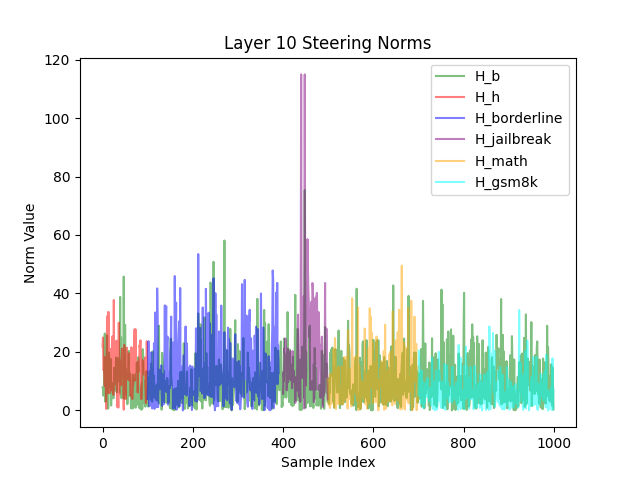 Layer 10 Steering Norms
120
100
80
60
40
20
0
Norm Value
H_b
H_h
H_borderline
H_jailbreak
H_math
H_gsm8k
0 200 400 600 800 1000
Sample Index